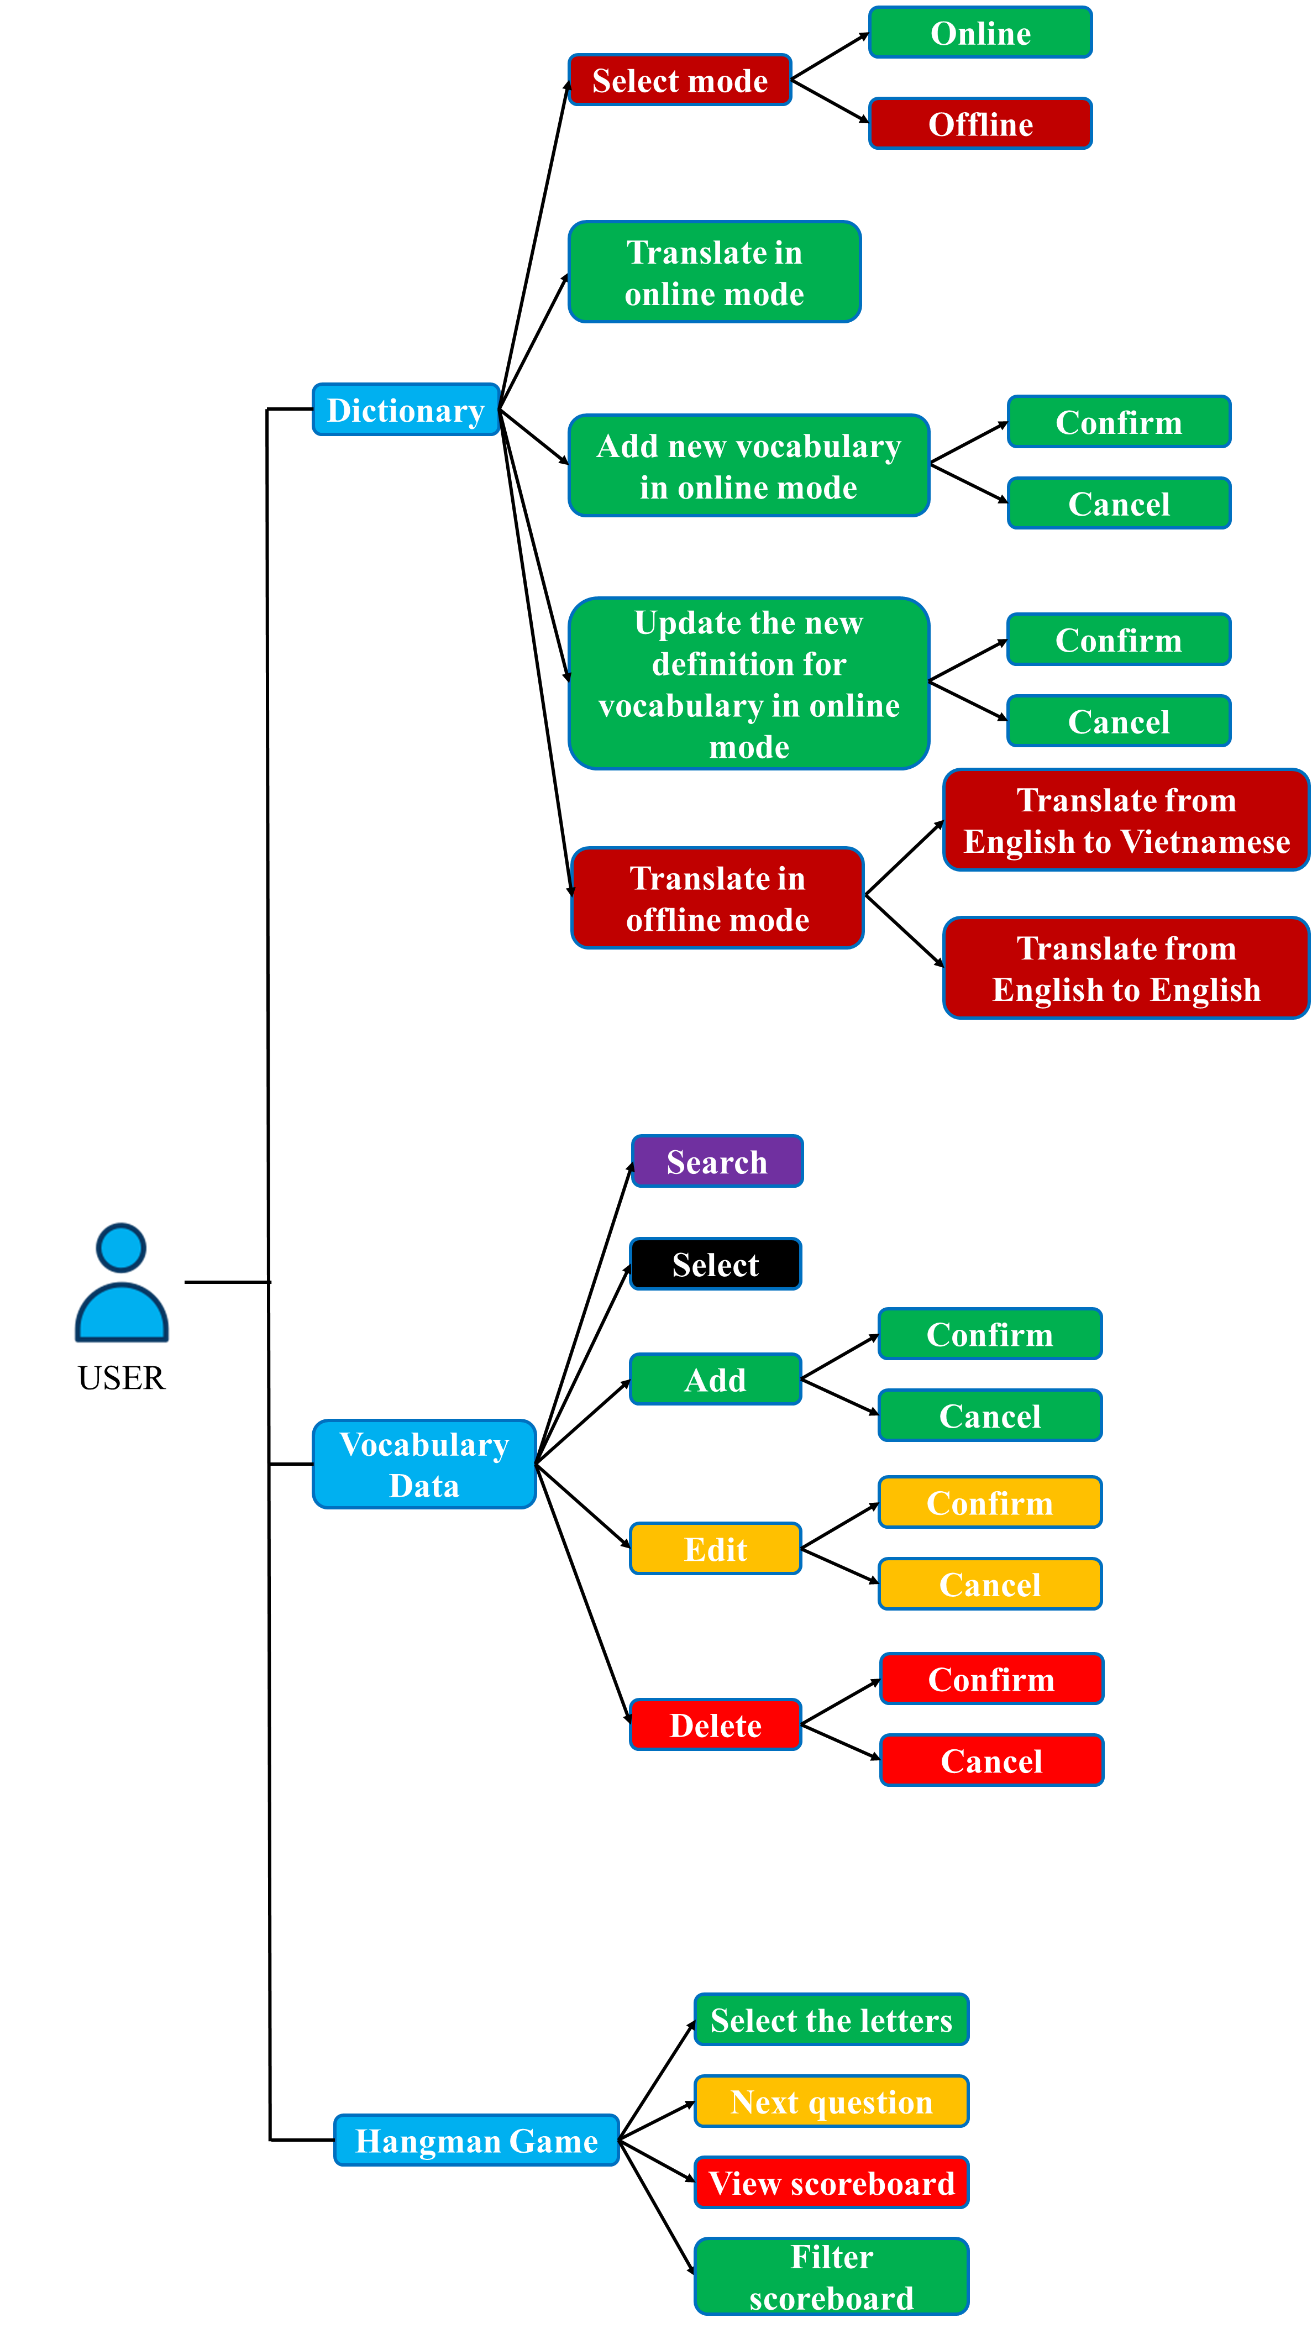 Online
Select mode
Offline
Translate in
online mode
Dictionary
Add new vocabulary
in online mode
Confirm
Cancel
Update the new
definition for
vocabulary in online
mode
Confirm
Cancel
Translate in
offline mode
Translate from
English to Vietnamese
Translate from
English to English
USER
Search
Select
Add
Confirm
Cancel
Vocabulary
Data
Edit
Confirm
Cancel
Delete
Confirm
Cancel
Select the letters
Next question
Hangman Game
View scoreboard
Filter
scoreboard